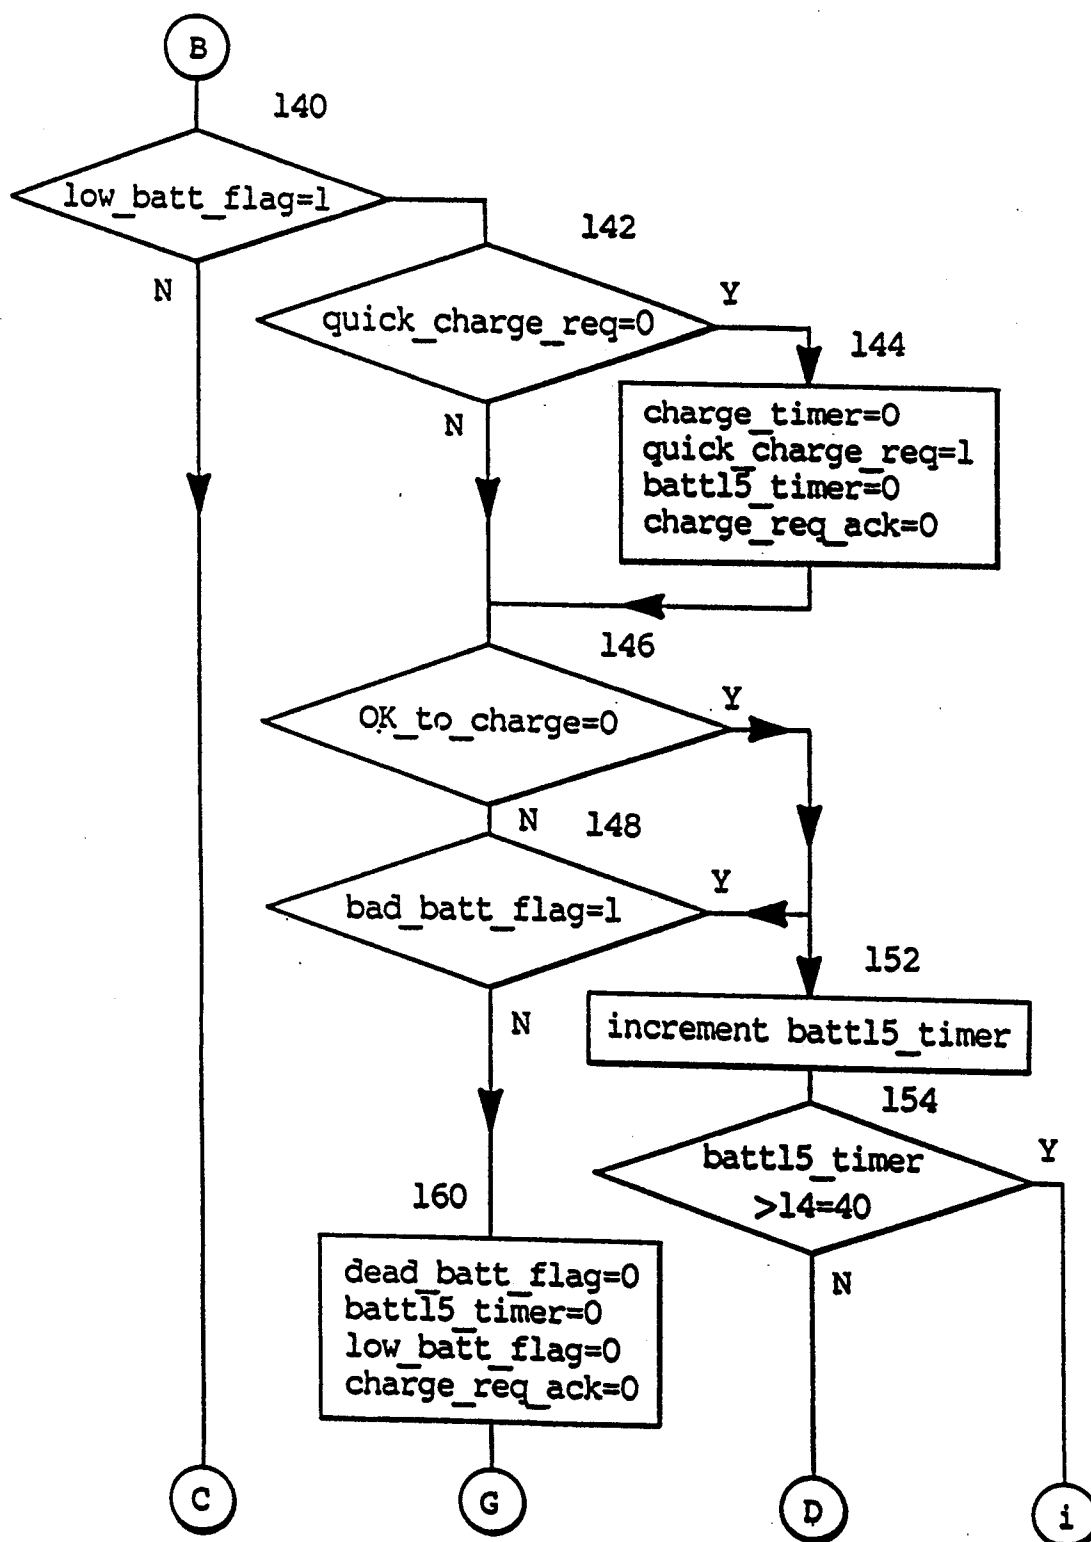 B
140
low_batt_flag=1
142
N
Y
quick_charge_req=0
144
N
charge_timer=0
quick_charge_req=1
batt15_timer=0
charge_req_ack=0
146
OK_to_charge=0
Y
N
148
bad_batt_flag=1
Y
152
N
increment batt15_timer
154
batt15_timer
>14=40
Y
160
N
dead_batt_flag=0
batt15_timer=0
low_batt_flag=0
charge_req_ack=0
C
G
D
i